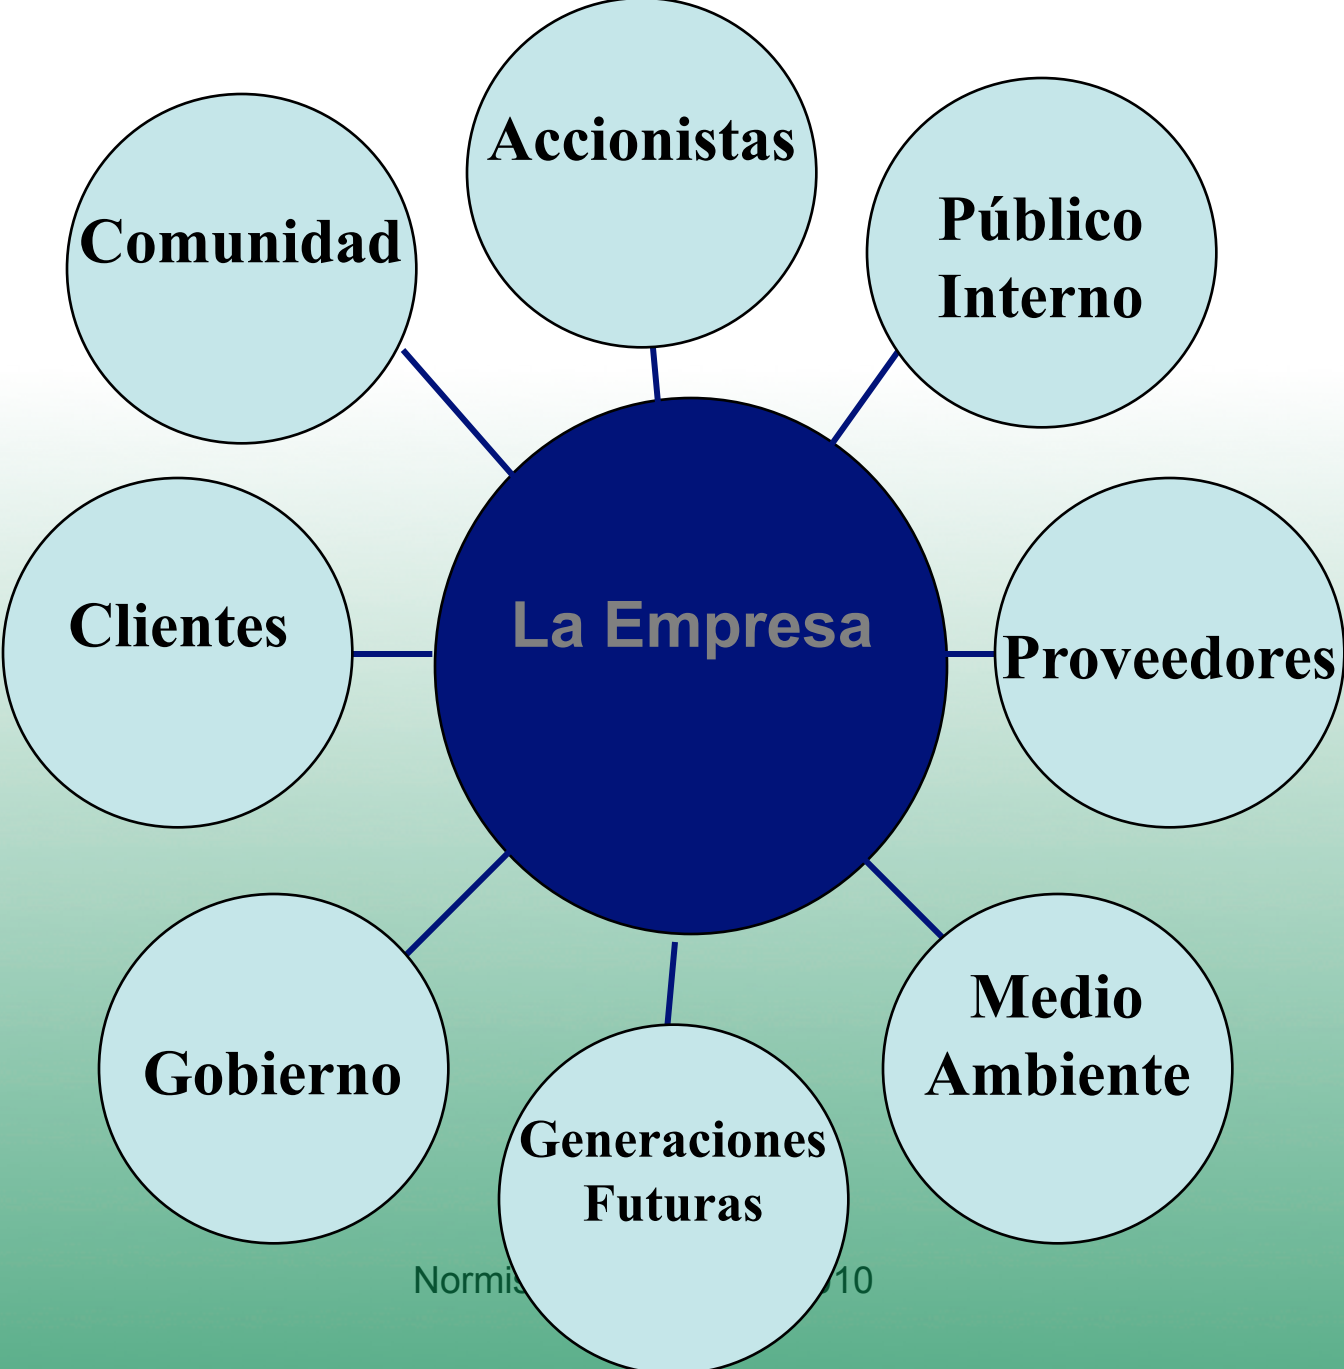 Accionistas
Comunidad
Público
Interno
Clientes
La Empresa
Proveedores
Medio
Ambiente
Gobierno
Generaciones
Futuras